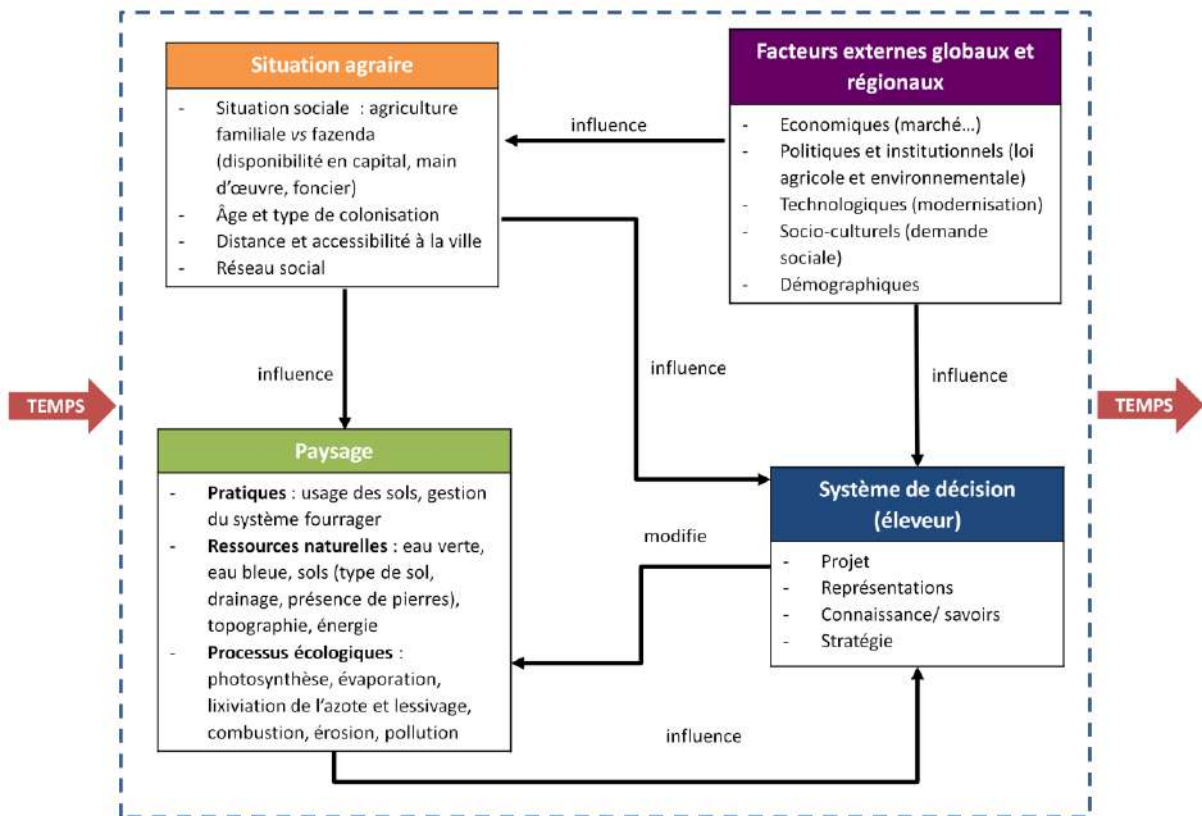 Situation agraire
- Situation sociale : agriculture
familiale vs fazenda
(disponibilité en capital, main
d'œuvre, foncier)
- Âge et type de colonisation
- Distance et accessibilité à la ville
- Réseau social
influence
Facteurs externes globaux et
régionaux
- Economiques (marché...)
- Politiques et institutionnels (loi
agricole et environnementale)
- Technologiques (modernisation)
- Socio-culturels (demande
sociale)
- Démographiques
influence
influence
influence
TEMPS
TEMPS
Paysage
- Pratiques : usage des sols, gestion
du système fourrager
- Ressources naturelles : eau verte,
eau bleue, sols (type de sol,
drainage, présence de pierres),
topographie, énergie
- Processus écologiques :
photosynthèse, évaporation,
lixiviation de l'azote et lessivage,
combustion, érosion, pollution
modifie
Système de décision
(éleveur)
- Projet
- Représentations
- Connaissance/ savoirs
- Stratégie
influence